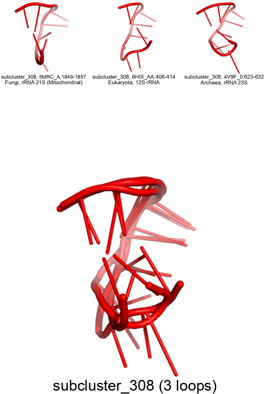 subcluster_308, 5MRC_A:1849-1857
Fungi, rRNA 21S (Mitochondrial)
subcluster_308, 6HIX_AA:406-414
Eukaryota, 12S rRNA
subcluster_308, 4V9F_0:623-632
Archaea, rRNA 23S
subcluster_308 (3 loops)